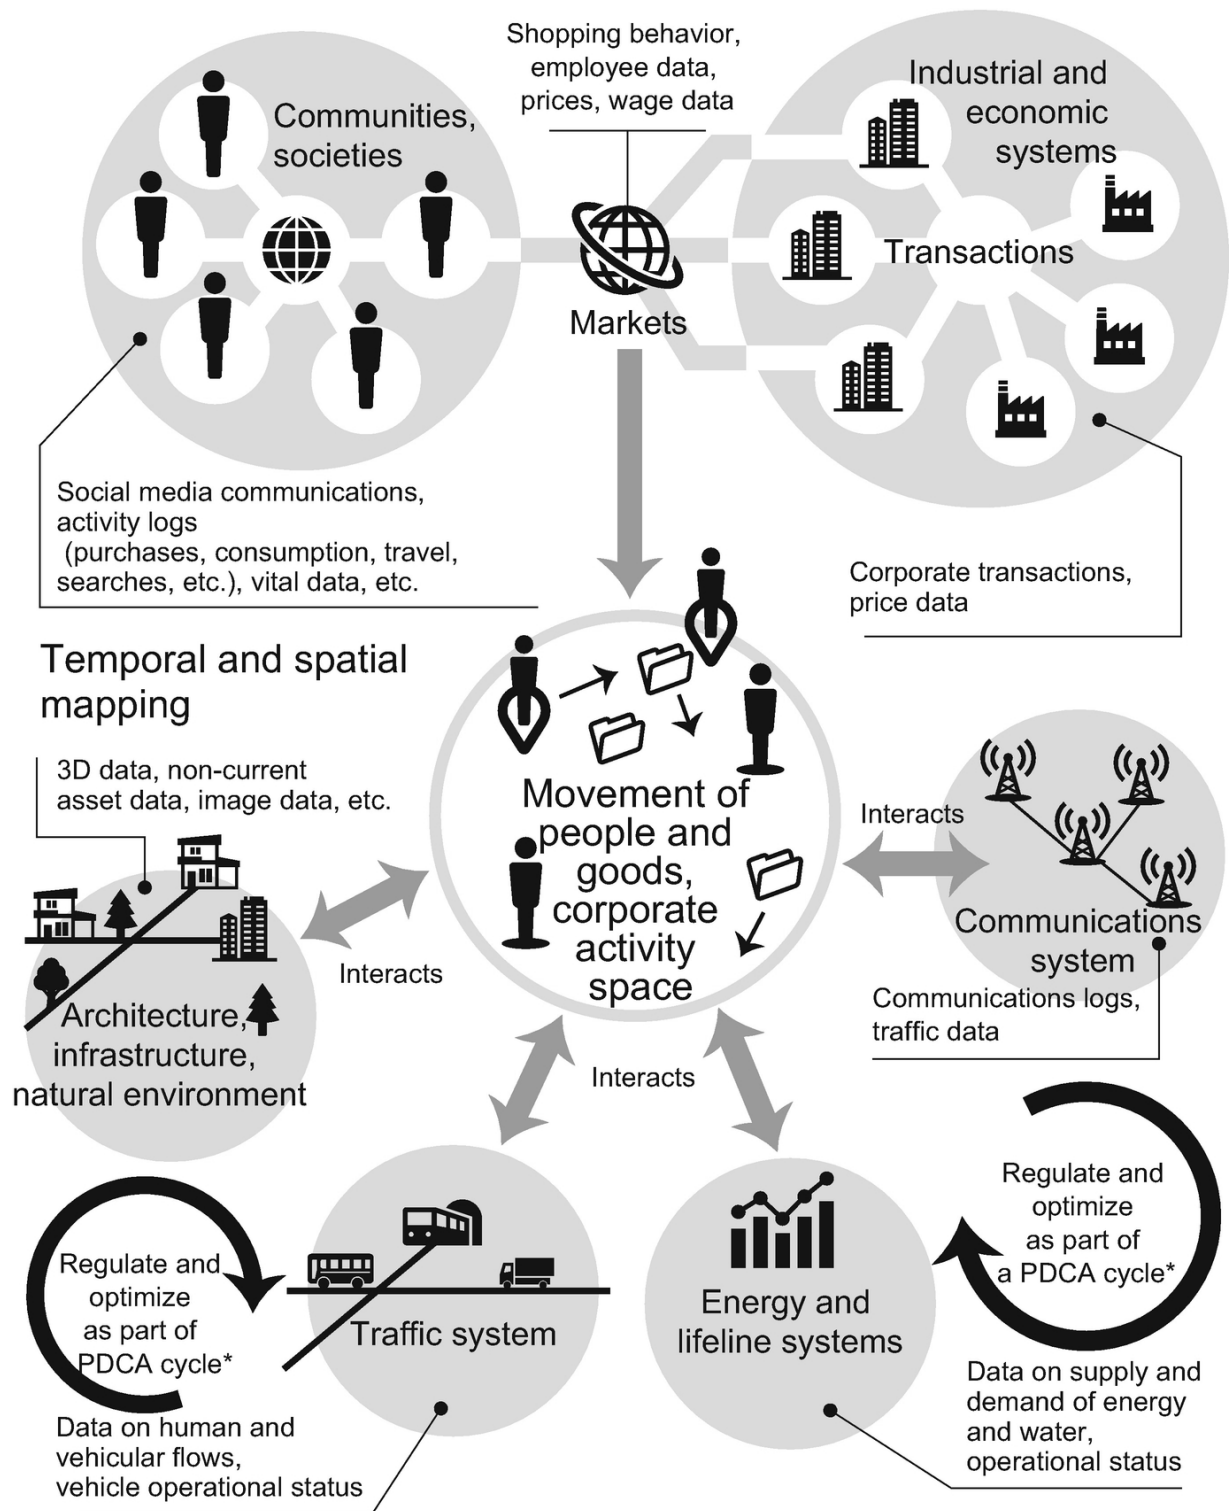 Shopping behavior,
employee data,
prices, wage data
Communities,
societies
Industrial and
economic
systems
Transactions
Markets
Social media communications,
activity logs
(purchases, consumption, travel,
searches, etc.), vital data, etc.
Corporate transactions,
price data
Temporal and spatial
mapping
3D data, non-current
asset data, image data, etc.
Movement of
people and
goods,
corporate
activity
space
Interacts
Communications
system
Communications logs,
traffic data
Interacts
Architecture,
infrastructure,
natural environment
Interacts
Regulate and
optimize
as part of
PDCA cycle*
Traffic system
Data on human and
vehicular flows,
vehicle operational status
Energy and
lifeline systems
Regulate and
optimize
as part of
a PDCA cycle*
Data on supply and
demand of energy
and water,
operational status